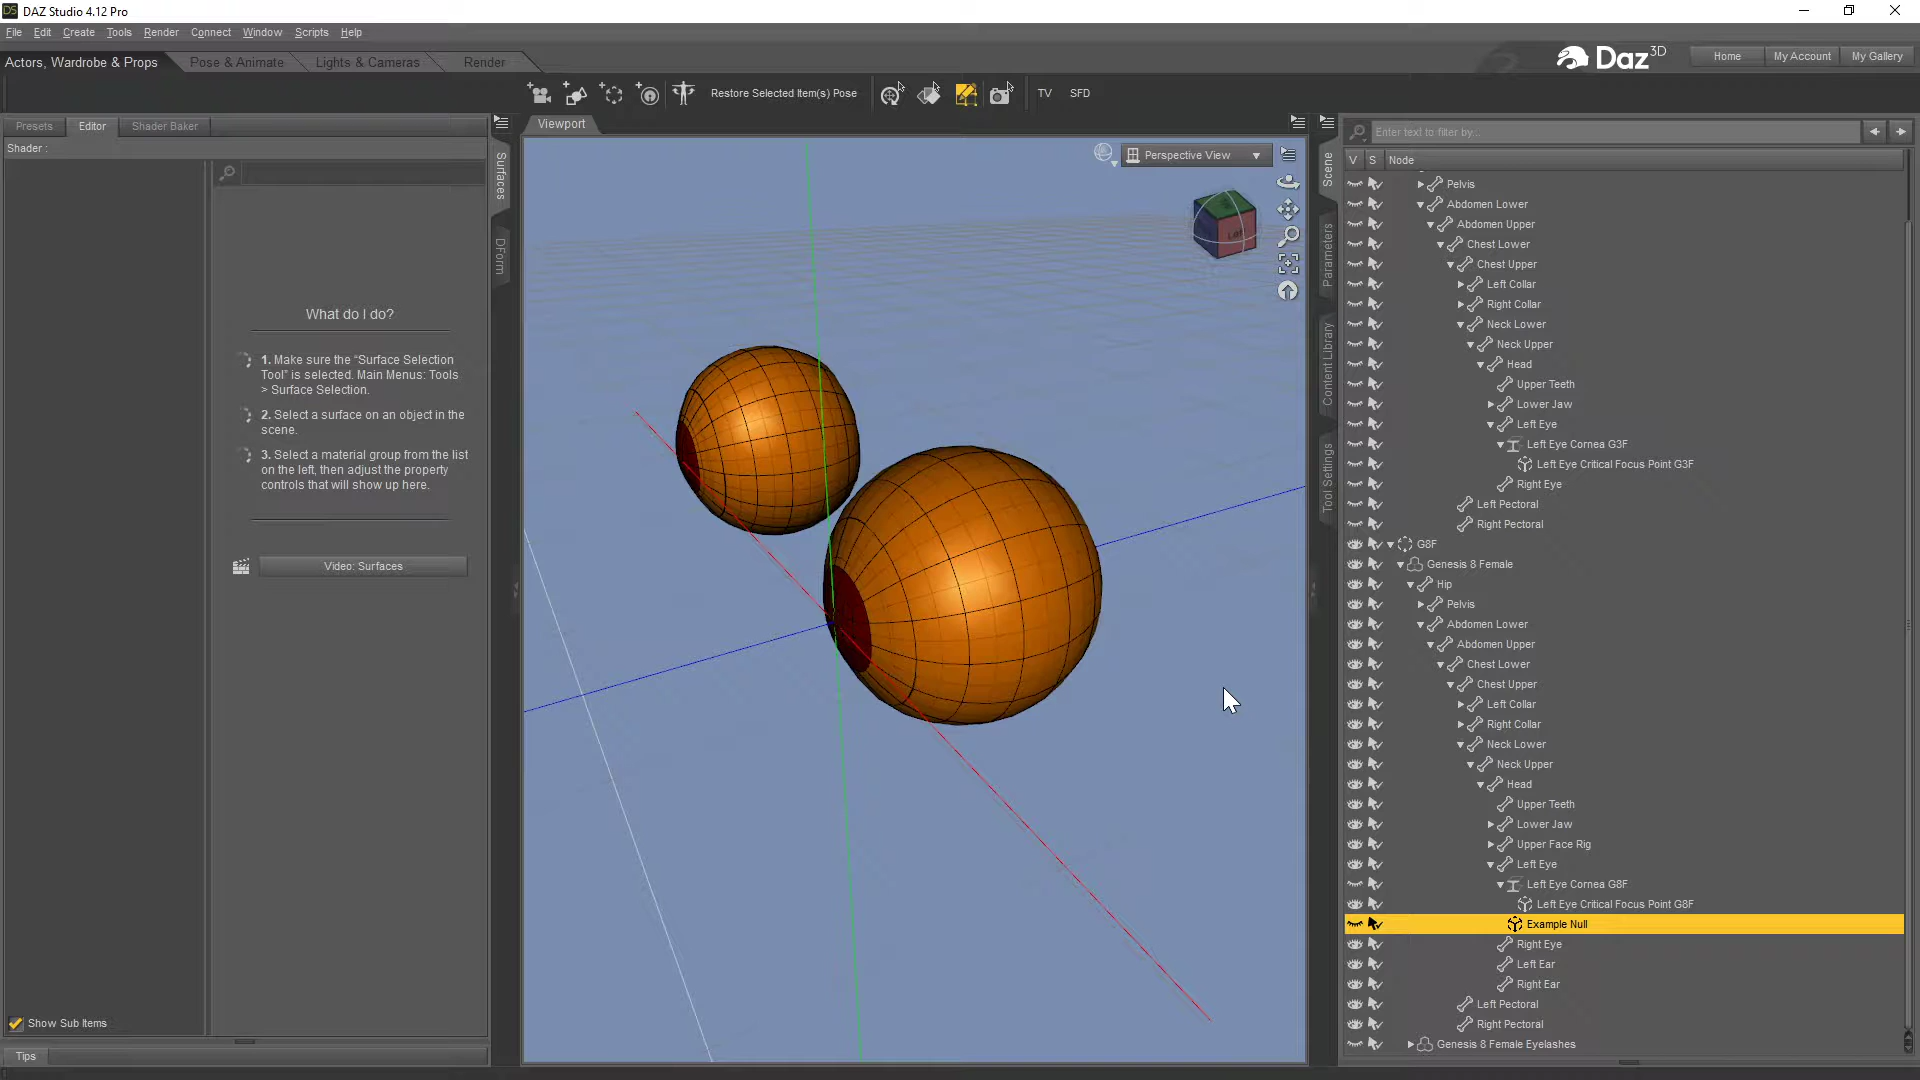 DAZ Studio 4.12 Pro
File Edit Create Tools Render Connect Window Scripts Help
Actors, Wardrobe & Props Pose & Animate Lights & Cameras Render
Daz3D
Home My Account My Gallery
Restore Selected Item(s) Pose
TV SFD
Presets Editor Shader Baker
Shader :
Surfaces
DForm
What do I do?
1. Make sure the “Surface Selection
Tool” is selected. Main Menus: Tools
> Surface Selection.
2. Select a surface on an object in the
scene.
3. Select a material group from the list
on the left, then adjust the property
controls that will show up here.
Video: Surfaces
Show Sub Items
Tips
Viewport
Perspective View
Left
Scene
Parameters
Content Library
Tool Settings
Enter text to filter by...
V S Node
Pelvis
Abdomen Lower
Abdomen Upper
Chest Lower
Chest Upper
Left Collar
Right Collar
Neck Lower
Neck Upper
Head
Upper Teeth
Lower Jaw
Left Eye
Left Eye Cornea G3F
Left Eye Critical Focus Point G3F
Right Eye
Left Pectoral
Right Pectoral
G8F
Genesis 8 Female
Hip
Pelvis
Abdomen Lower
Abdomen Upper
Chest Lower
Chest Upper
Left Collar
Right Collar
Neck Lower
Neck Upper
Head
Upper Teeth
Lower Jaw
Upper Face Rig
Left Eye
Left Eye Cornea G8F
Left Eye Critical Focus Point G8F
Example Null
Right Eye
Left Ear
Right Ear
Left Pectoral
Right Pectoral
Genesis 8 Female Eyelashes